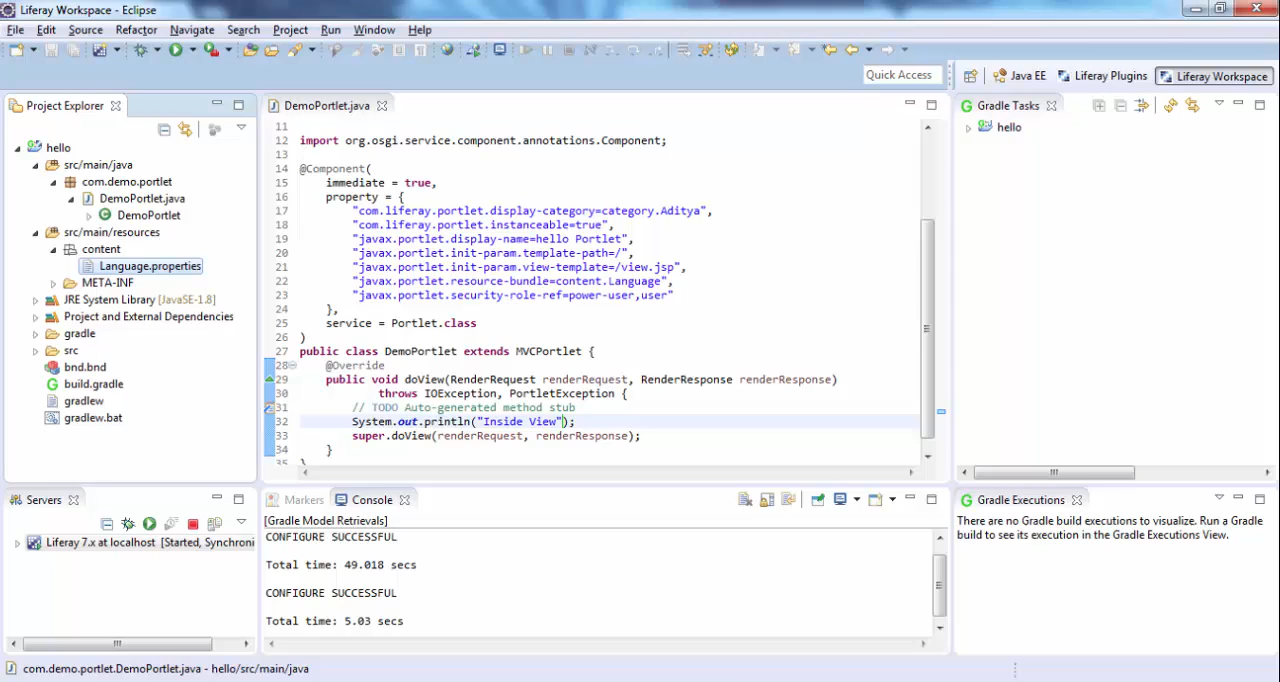 Liferay Workspace - Eclipse
File Edit Source Refactor Navigate Search Project Run Window Help
Quick Access
Java EE
Liferay Plugins
Liferay Workspace
Project Explorer
hello
src/main/java
com.demo.portlet
DemoPortlet.java
DemoPortlet
src/main/resources
content
Language.properties
META-INF
JRE System Library [JavaSE-1.8]
Project and External Dependencies
gradle
src
bnd.bnd
build.gradle
gradlew
gradlew.bat
DemoPortlet.java
11
12 import org.osgi.service.component.annotations.Component;
13
14 @Component(
15 immediate = true,
16 property = {
17 "com.liferay.portlet.display-category=category.Aditya",
18 "com.liferay.portlet.instanceable=true",
19 "javax.portlet.display-name=hello Portlet",
20 "javax.portlet.init-param.template-path=/",
21 "javax.portlet.init-param.view-template=/view.jsp",
22 "javax.portlet.resource-bundle=content.Language",
23 "javax.portlet.security-role-ref=power-user,user"
24 },
25 service = Portlet.class
26 )
27 public class DemoPortlet extends MVCPortlet {
28 @Override
29 public void doView(RenderRequest renderRequest, RenderResponse renderResponse)
30 throws IOException, PortletException {
31 // TODO Auto-generated method stub
32 System.out.println("Inside View");
33 super.doView(renderRequest, renderResponse);
34 }
35 }
Gradle Tasks
hello
Servers
Liferay 7.x at localhost [Started, Synchroni
Markers
Console
[Gradle Model Retrievals]
CONFIGURE SUCCESSFUL
Total time: 49.018 secs
CONFIGURE SUCCESSFUL
Total time: 5.03 secs
Gradle Executions
There are no Gradle build executions to visualize. Run a Gradle
build to see its execution in the Gradle Executions View.
com.demo.portlet.DemoPortlet.java - hello/src/main/java